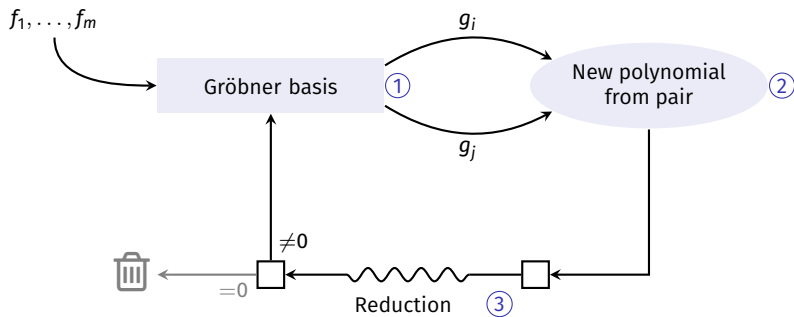 f₁, . . . , fₘ
gᵢ
Gröbner basis
①
New polynomial
from pair
②
gⱼ
≠0
=0
Reduction
③